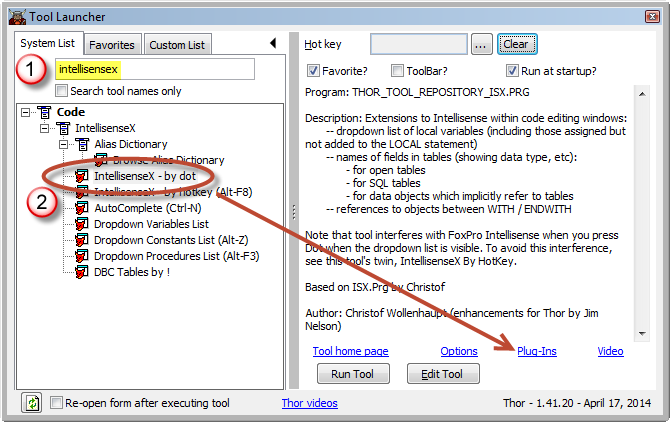 Tool Launcher
System List
Favorites
Custom List
1
intellisensex
Search tool names only
Code
IntellisenseX
Alias Dictionary
Browse Alias Dictionary
IntellisenseX - by dot
2
IntellisenseX - by hotkey (Alt-F8)
AutoComplete (Ctrl-N)
Dropdown Variables List
Dropdown Constants List (Alt-Z)
Dropdown Procedures List (Alt-F3)
DBC Tables by !
Hot key
...
Clear
Favorite?
ToolBar?
Run at startup?
Program: THOR_TOOL_REPOSITORY_ISX.PRG
Description: Extensions to Intellisense within code editing windows:
-- dropdown list of local variables (including those assigned but
not added to the LOCAL statement)
-- names of fields in tables (showing data type, etc):
- for open tables
- for SQL tables
- for data objects which implicitly refer to tables
-- references to objects between WITH / ENDWITH
Note that tool interferes with FoxPro Intellisense when you press
Dot when the dropdown list is visible. To avoid this interference,
see this tool's twin, IntellisenseX By HotKey.
Based on ISX.Prg by Christof
Author: Christof Wollenhaupt (enhancements for Thor by Jim
Nelson)
Tool home page
Options
Plug-Ins
Video
Run Tool
Edit Tool
Re-open form after executing tool
Thor videos
Thor - 1.41.20 - April 17, 2014